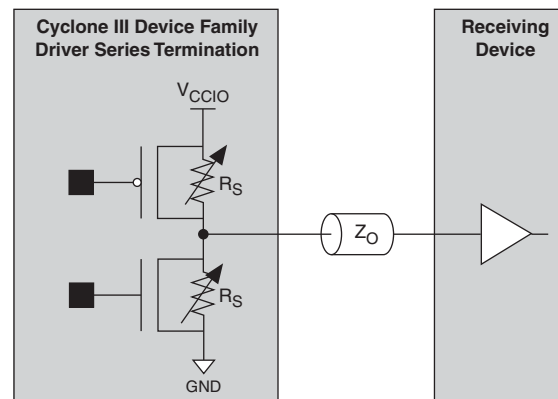 Cyclone III Device Family
Driver Series Termination
Receiving
Device
VCCIO
RS
ZO
RS
GND